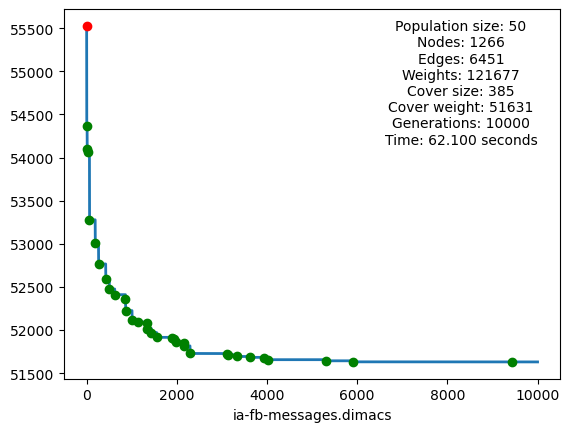 Population size: 50
Nodes: 1266
Edges: 6451
Weights: 121677
Cover size: 385
Cover weight: 51631
Generations: 10000
Time: 62.100 seconds
55500
55000
54500
54000
53500
53000
52500
52000
51500
0 2000 4000 6000 8000 10000
ia-fb-messages.dimacs